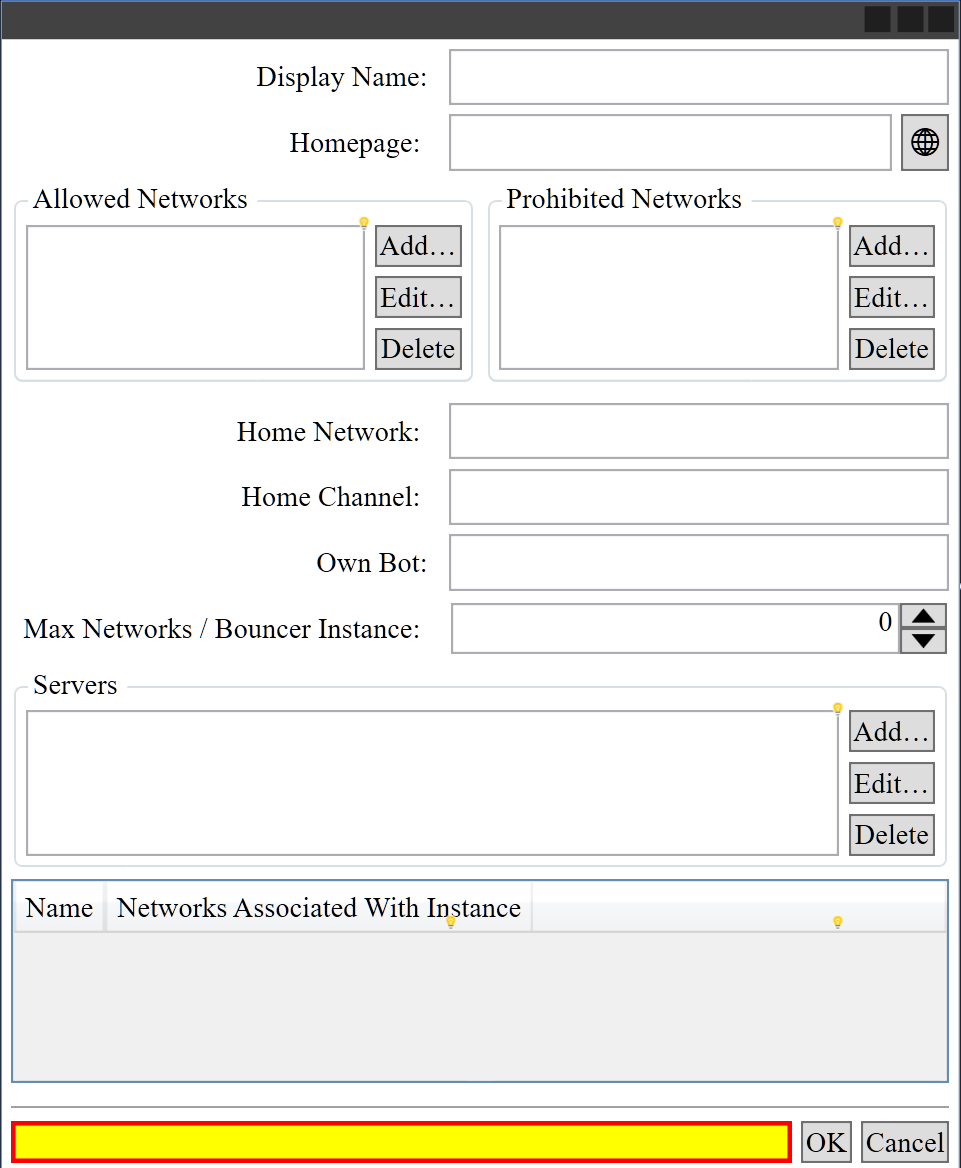 Display Name:
Homepage:
Allowed Networks
Prohibited Networks
Add...
Edit...
Delete
Add...
Edit...
Delete
Home Network:
Home Channel:
Own Bot:
Max Networks / Bouncer Instance:
0
Servers
Add...
Edit...
Delete
Name
Networks Associated With Instance
OK
Cancel